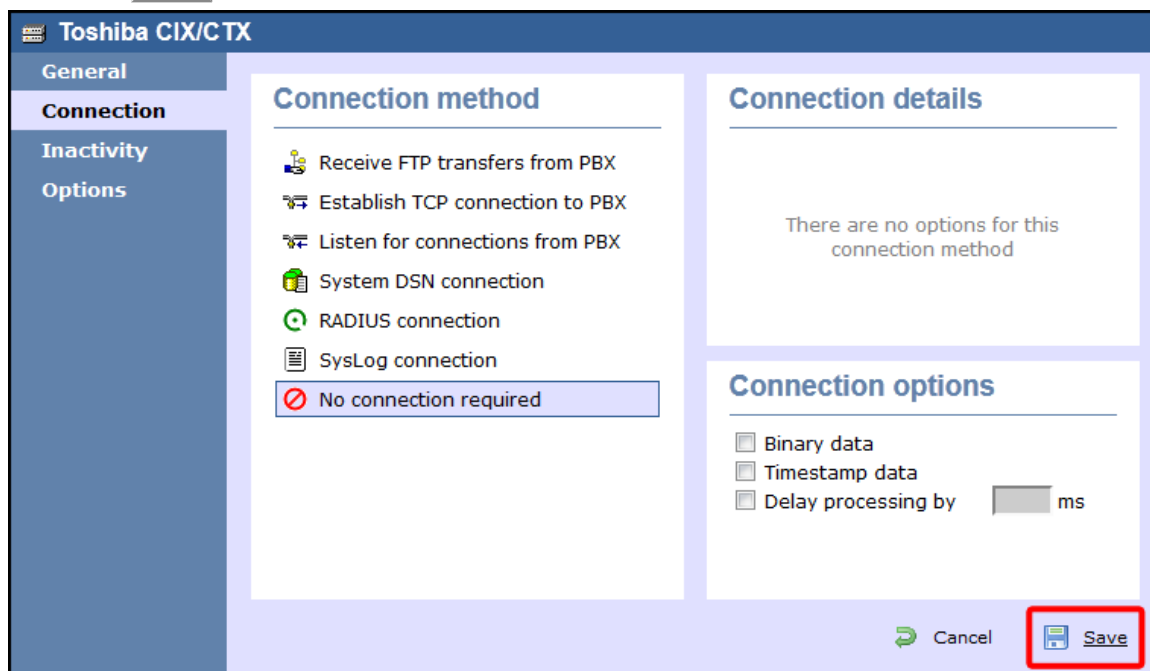 Toshiba CIX/CTX
General
Connection
Inactivity
Options
Connection method
Receive FTP transfers from PBX
Establish TCP connection to PBX
Listen for connections from PBX
System DSN connection
RADIUS connection
SysLog connection
No connection required
Connection details
There are no options for this
connection method
Connection options
Binary data
Timestamp data
Delay processing by ms
Cancel
Save